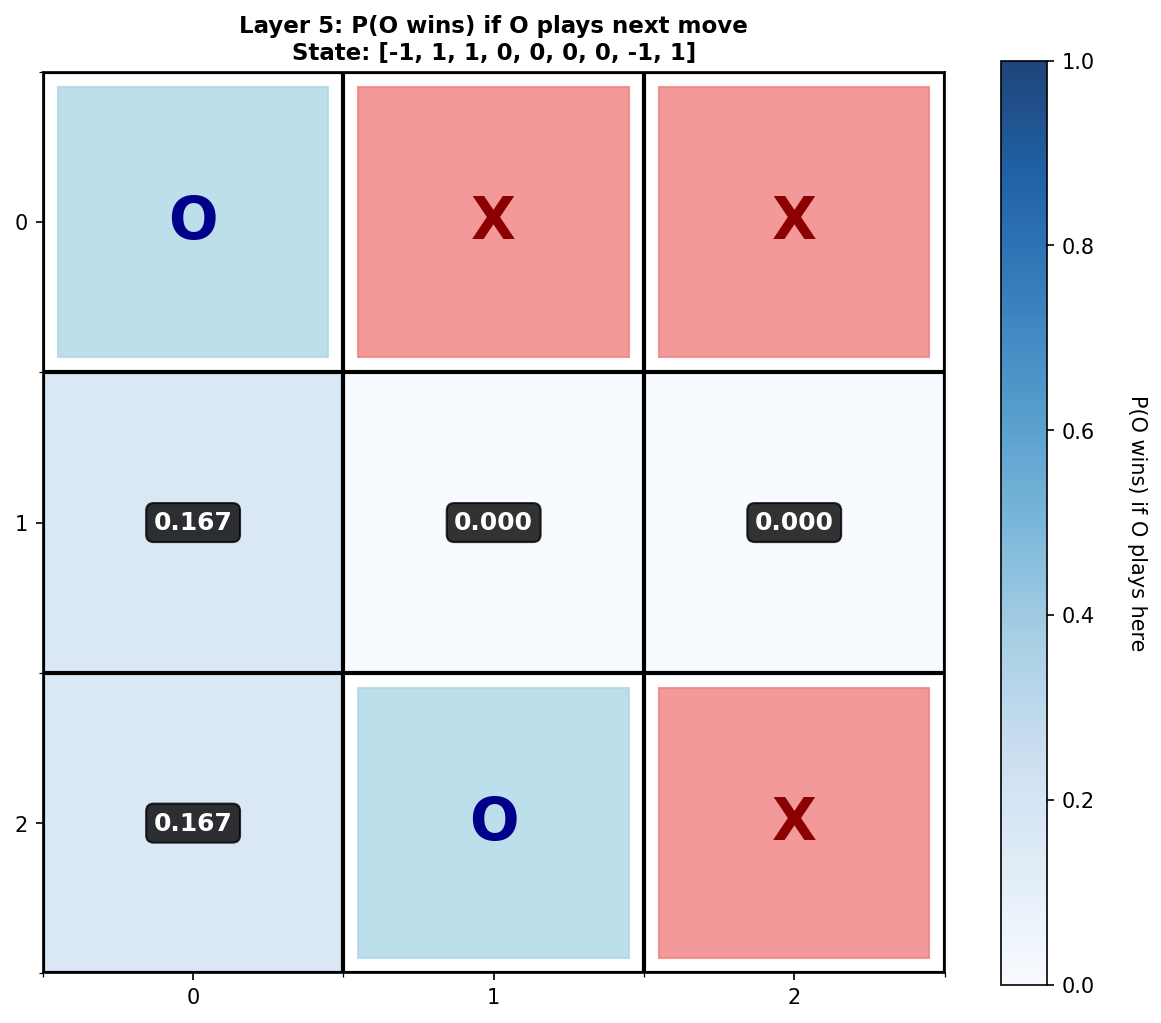 Layer 5: P(O wins) if O plays next move
State: [-1, 1, 1, 0, 0, 0, 0, -1, 1]
0
O
X
X
1
0.167
0.000
0.000
2
0.167
O
X
0
1
2
1.0
0.8
0.6
0.4
0.2
0.0
P(O wins) if O plays here